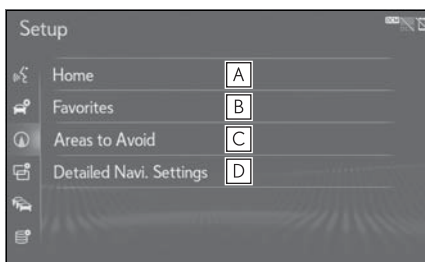 Setup
Home A
Favorites B
Areas to Avoid C
Detailed Navi. Settings D